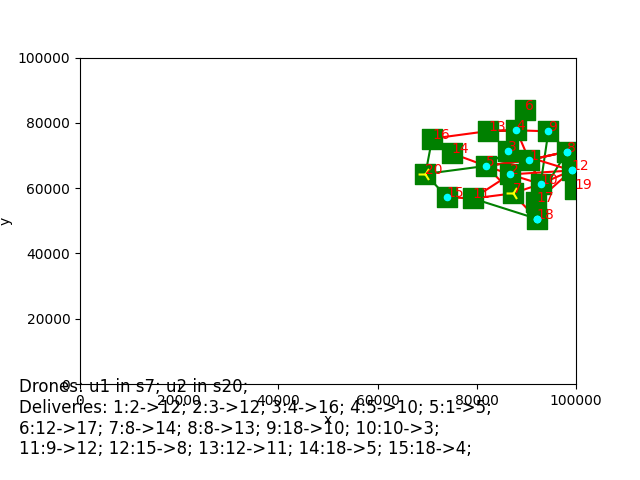 100000
80000
60000
40000
20000
0
0 20000 40000 60000 80000 100000
y
x
6
16
3
14
12
19
17
18
Drones: u1 in s7; u2 in s20;
Deliveries: 1:2->12; 2:3->12; 3:4->16; 4:5->10; 5:1->5;
6:12->17; 7:8->14; 8:8->13; 9:18->10; 10:10->3;
11:9->12; 12:15->8; 13:12->11; 14:18->5; 15:18->4;